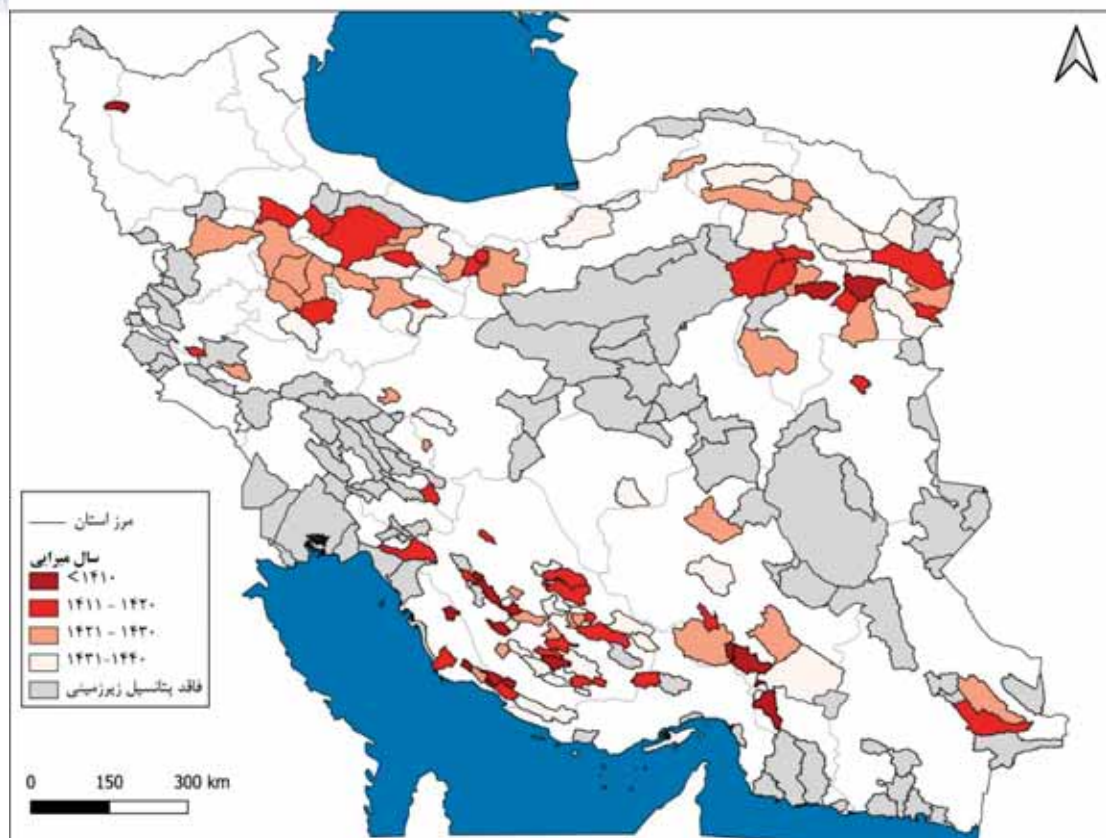 مرز استان
سال میرایی
<۱۴۱۰
۱۴۱۱ - ۱۴۲۰
۱۴۲۱ - ۱۴۳۰
۱۴۳۱-۱۴۴۰
فاقد پتانسیل زیرزمینی
0 150 300 km